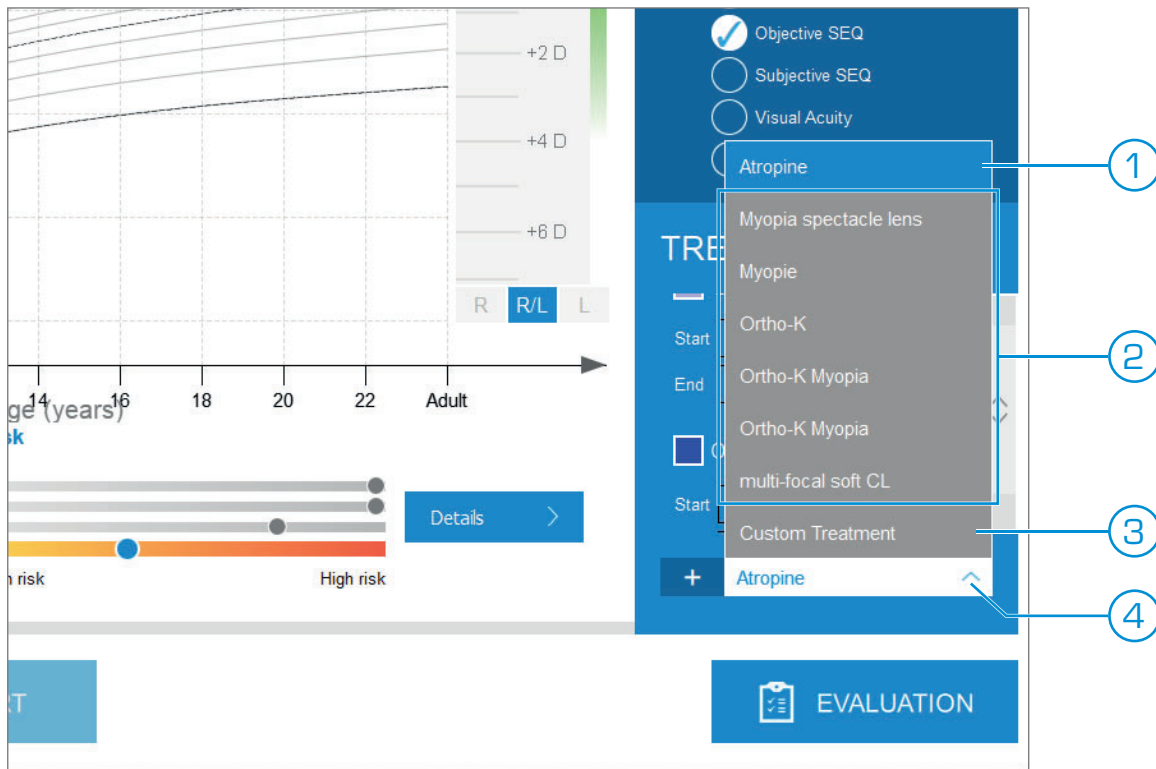 Objective SEQ
Subjective SEQ
Visual Acuity
+2 D
+4 D
+6 D
R R/L L
14 16 18 20 22 Adult
ge (years)
sk
Details
n risk High risk
TRE
Start
End
O
Start
Atropine
Myopia spectacle lens
Myopie
Ortho-K
Ortho-K Myopia
Ortho-K Myopia
multi-focal soft CL
Custom Treatment
+ Atropine
1
2
3
4
RT
EVALUATION